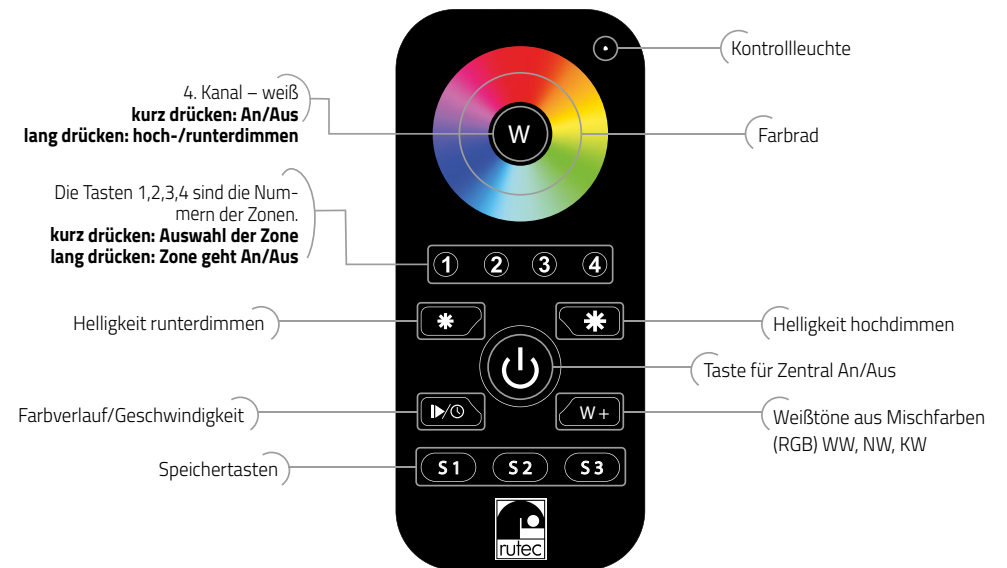 Kontrollleuchte
4. Kanal – weiß
kurz drücken: An/Aus
lang drücken: hoch-/runterdimmen
W
Farbrad
Die Tasten 1,2,3,4 sind die Num-
mern der Zonen.
kurz drücken: Auswahl der Zone
lang drücken: Zone geht An/Aus
1 2 3 4
Helligkeit runterdimmen
Helligkeit hochdimmen
Taste für Zentral An/Aus
Farbverlauf/Geschwindigkeit
W+
Weißtöne aus Mischfarben
(RGB) WW, NW, KW
Speichertasten
S1 S2 S3
rutec